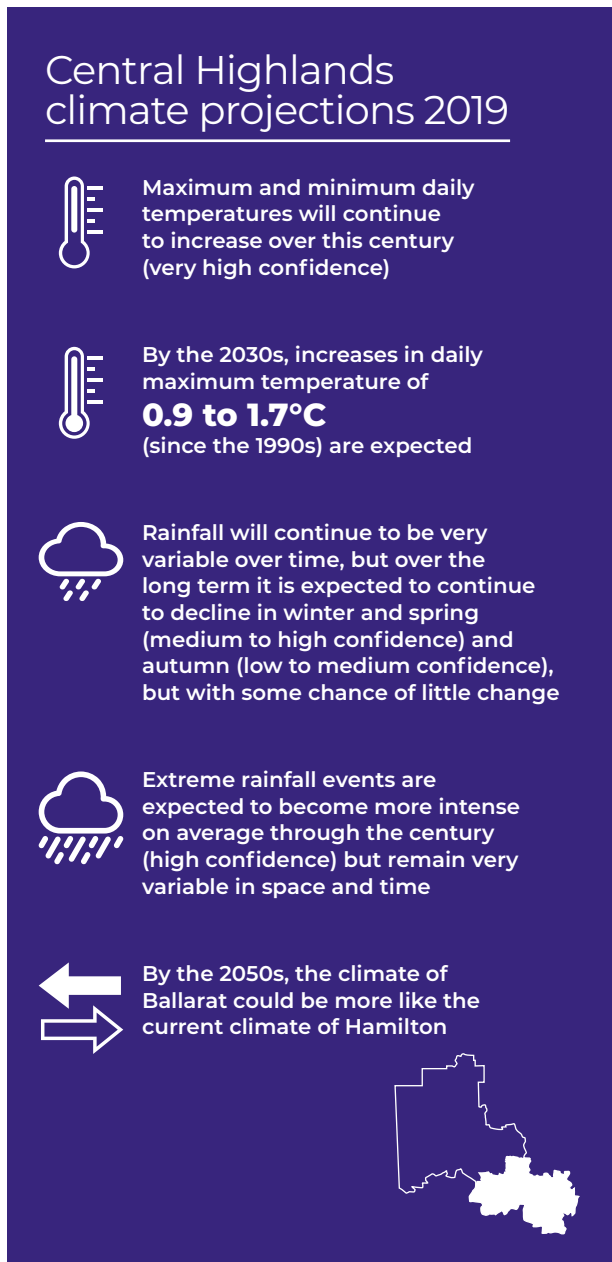 Central Highlands
climate projections 2019
Maximum and minimum daily
temperatures will continue
to increase over this century
(very high confidence)
By the 2030s, increases in daily
maximum temperature of
0.9 to 1.7°C
(since the 1990s) are expected
Rainfall will continue to be very
variable over time, but over the
long term it is expected to continue
to decline in winter and spring
(medium to high confidence) and
autumn (low to medium confidence),
but with some chance of little change
Extreme rainfall events are
expected to become more intense
on average through the century
(high confidence) but remain very
variable in space and time
By the 2050s, the climate of
Ballarat could be more like the
current climate of Hamilton